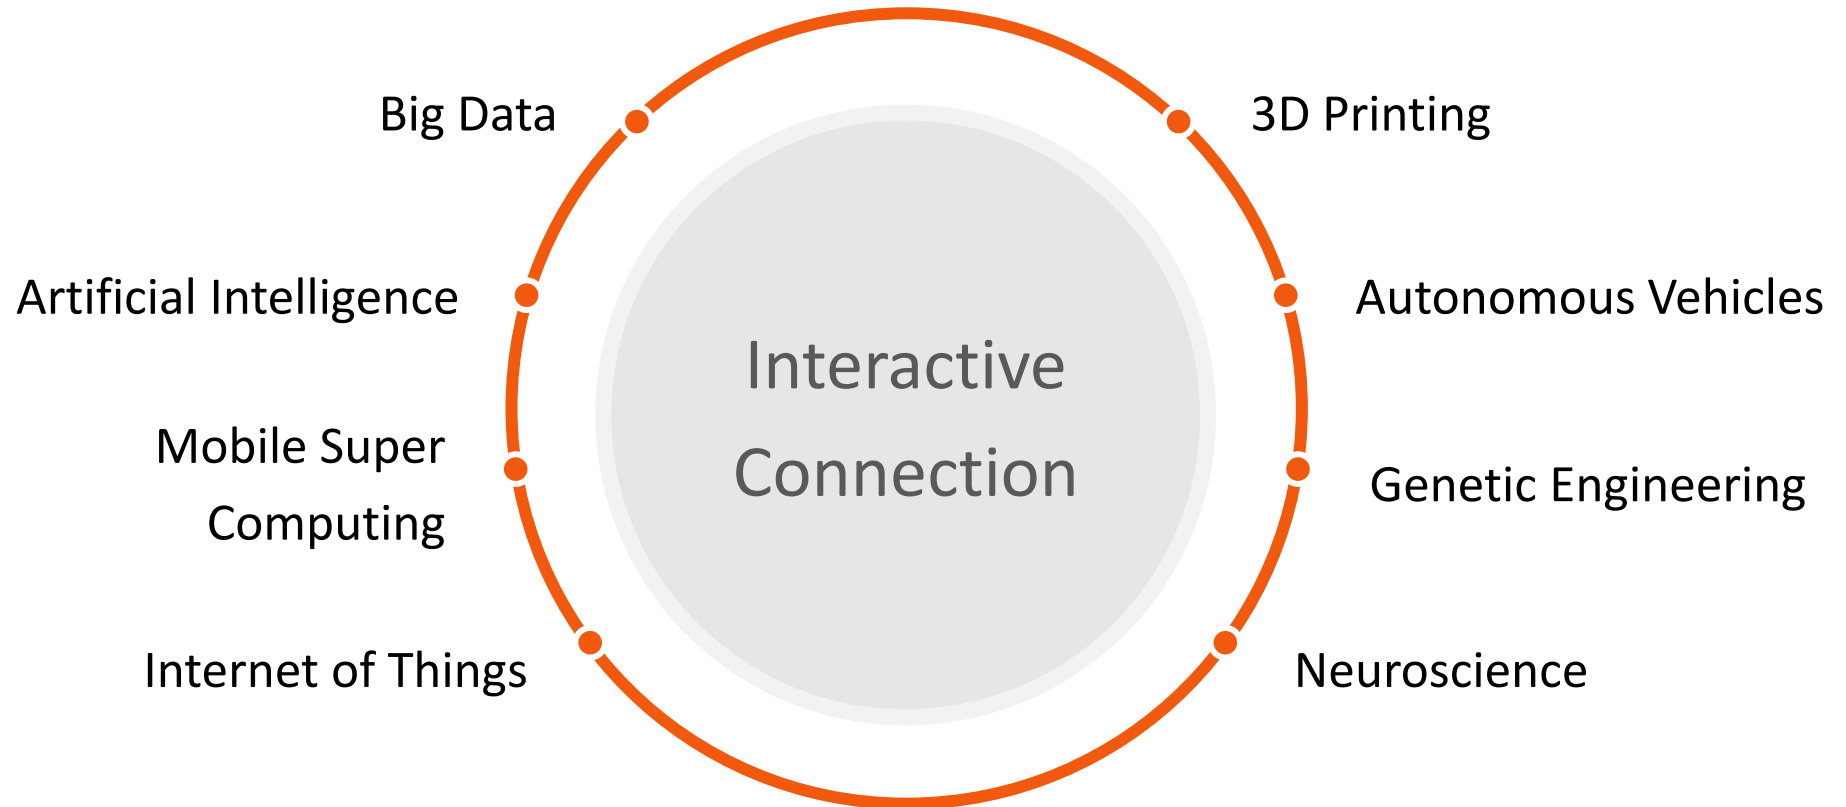 Big Data
3D Printing
Artificial Intelligence
Autonomous Vehicles
Interactive
Connection
Mobile Super
Computing
Genetic Engineering
Internet of Things
Neuroscience